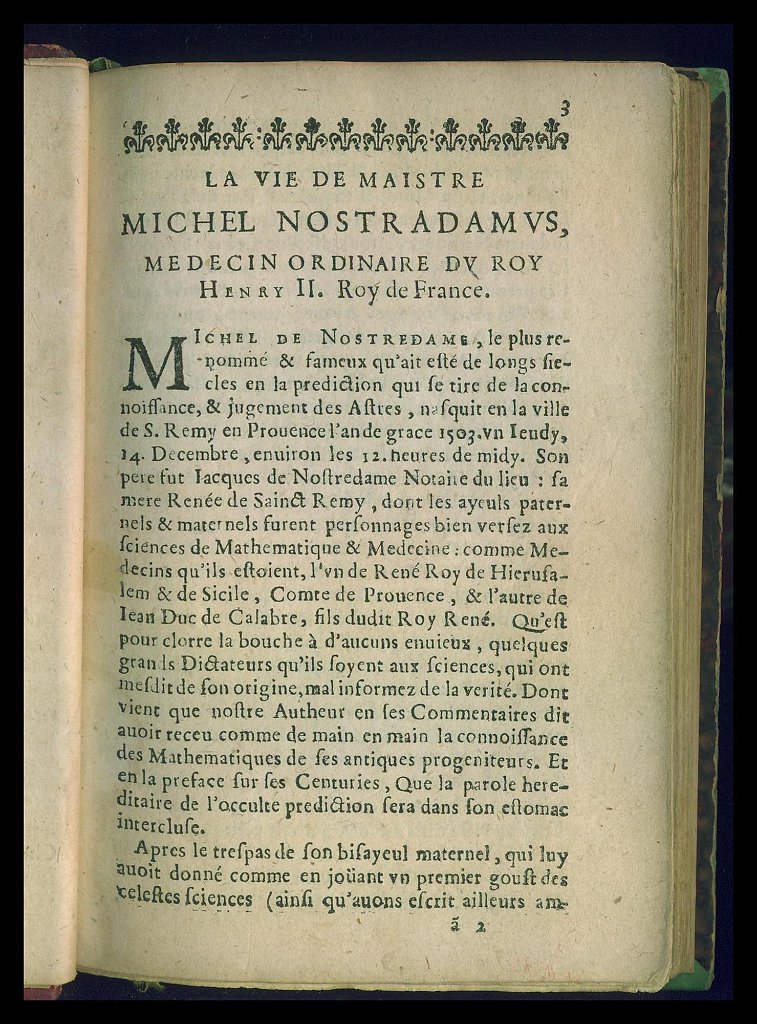 3
LA VIE DE MAISTRE
MICHEL NOSTRADAMVS,
MEDECIN ORDINAIRE DV ROY
HENRY II. Roy de France.
MICHEL DE NOSTREDAME, le plus re-
nommé & fameux qu'ait eſté de longs ſie-
cles en la prediction qui ſe tire de la con-
noiſſance, & jugement des Aſtres, naſquit en la ville
de S. Remy en Prouence l'an de grace 1503. vn Ieudy,
14. Decembre, enuiron les 12. heures de midy. Son
pere fut Iacques de Noſtredame Notaire du lieu : ſa
mere Renée de Sainct Remy, dont les ayeuls pater-
nels & maternels furent perſonnages bien verſez aux
ſciences de Mathematique & Medecine : comme Me-
decins qu'ils eſtoient, l'vn de René Roy de Hieruſa-
lem & de Sicile, Comte de Prouence, & l'autre de
Iean Duc de Calabre, fils dudit Roy René. Qu'eſt
pour clorre la bouche à d'aucuns enuieux, quelques
grands Dictateurs qu'ils ſoyent aux ſciences, qui ont
meſdit de ſon origine, mal informez de la verité. Dont
vient que noſtre Autheur en ſes Commentaires dit
auoir receu comme de main en main la connoiſſance
des Mathematiques de ſes antiques progeniteurs. Et
en la preface ſur ſes Centuries, Que la parole here-
ditaire de l'occulte prediction ſera dans ſon eſtomac
intercluſe.
Apres le treſpas de ſon biſayeul maternel, qui luy
auoit donné comme en joüant vn premier gouſt des
celeſtes ſciences (ainſi qu'auons eſcrit ailleurs am-
ã 2